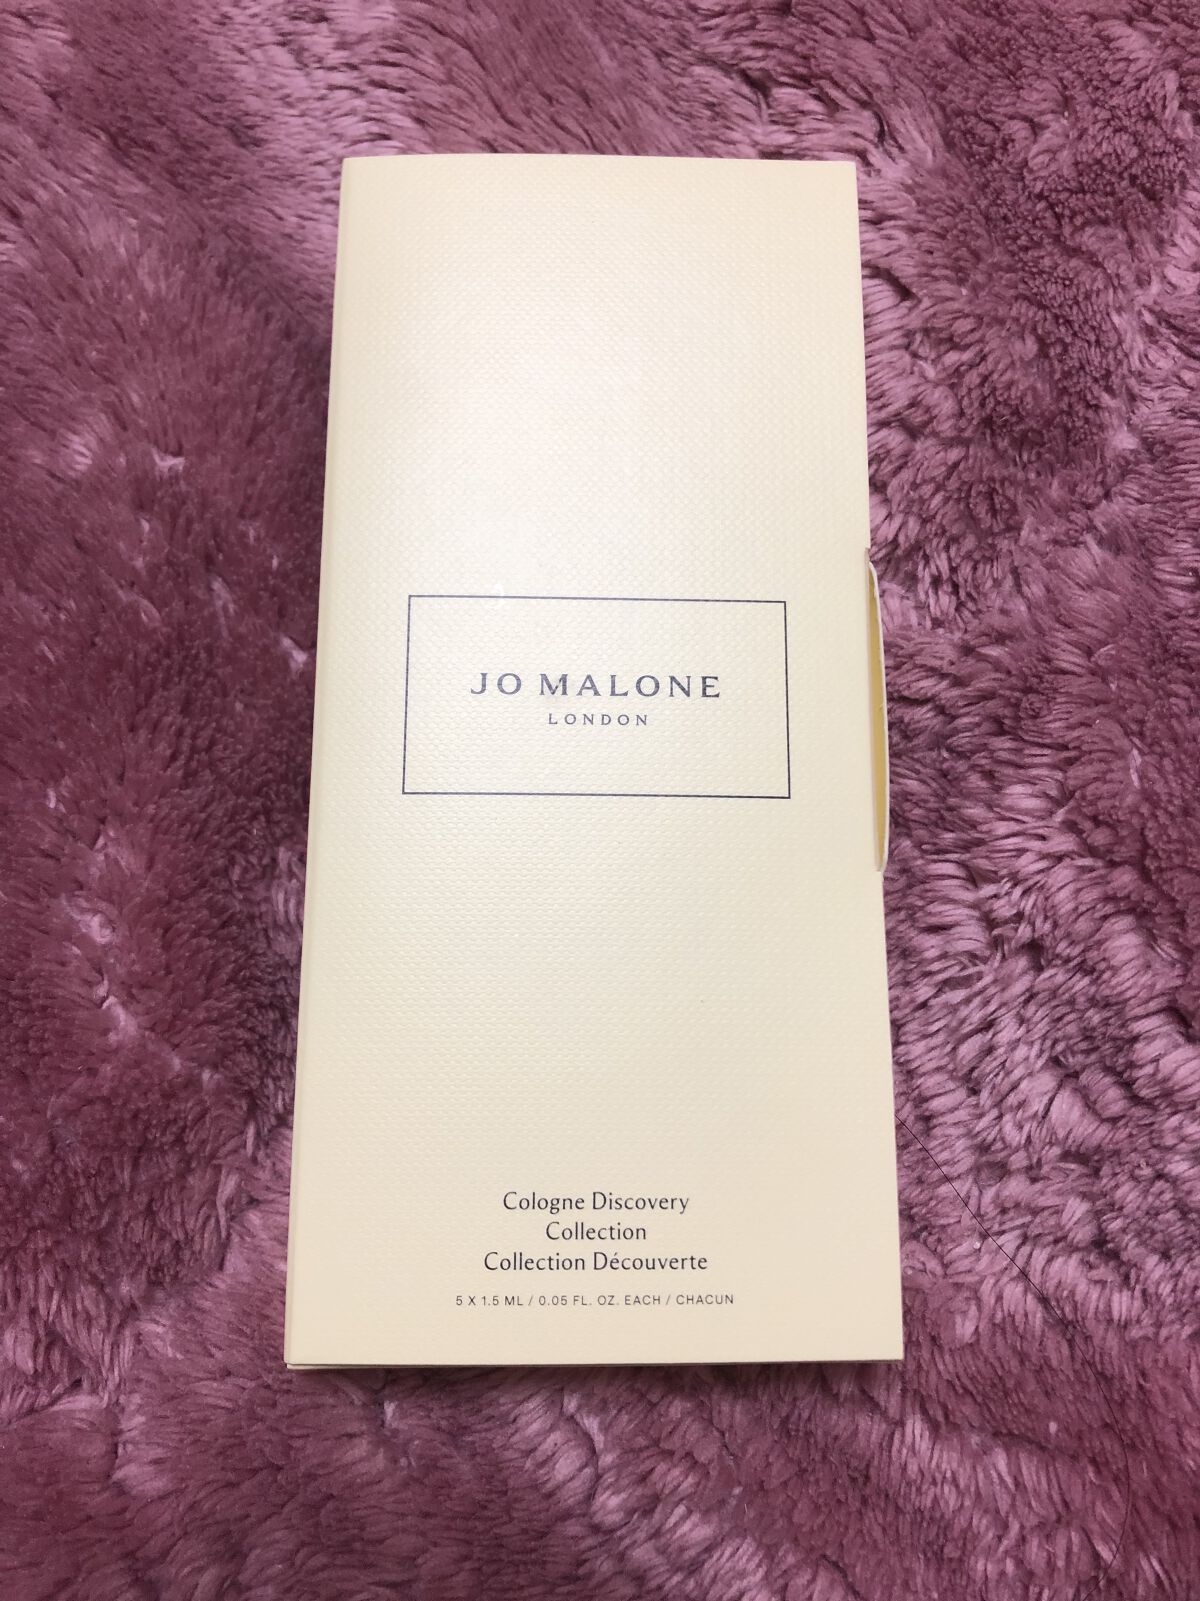 JO MALONE
LONDON
Cologne Discovery
Collection
Collection Découverte
5 X 1.5 ML / 0.05 FL. OZ. EACH / CHACUN